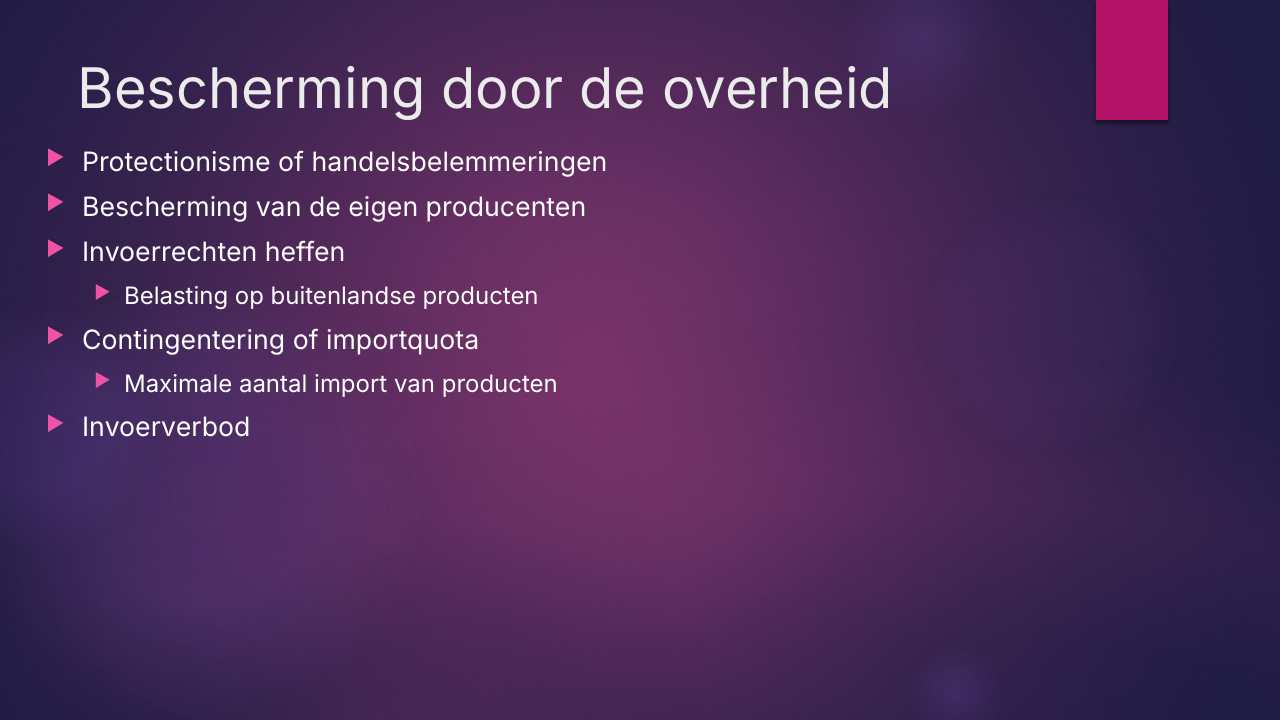 Bescherming door de overheid
Protectionisme of handelsbelemmeringen
Bescherming van de eigen producenten
Invoerrechten heffen
Belasting op buitenlandse producten
Contingentering of importquota
Maximale aantal import van producten
Invoerverbod